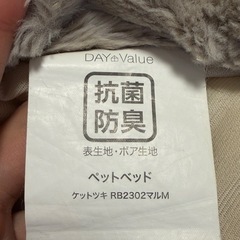 DAY Value
抗菌
防臭
表生地・ボア生地
ペットベッド
ケットツキ RB2302マルM